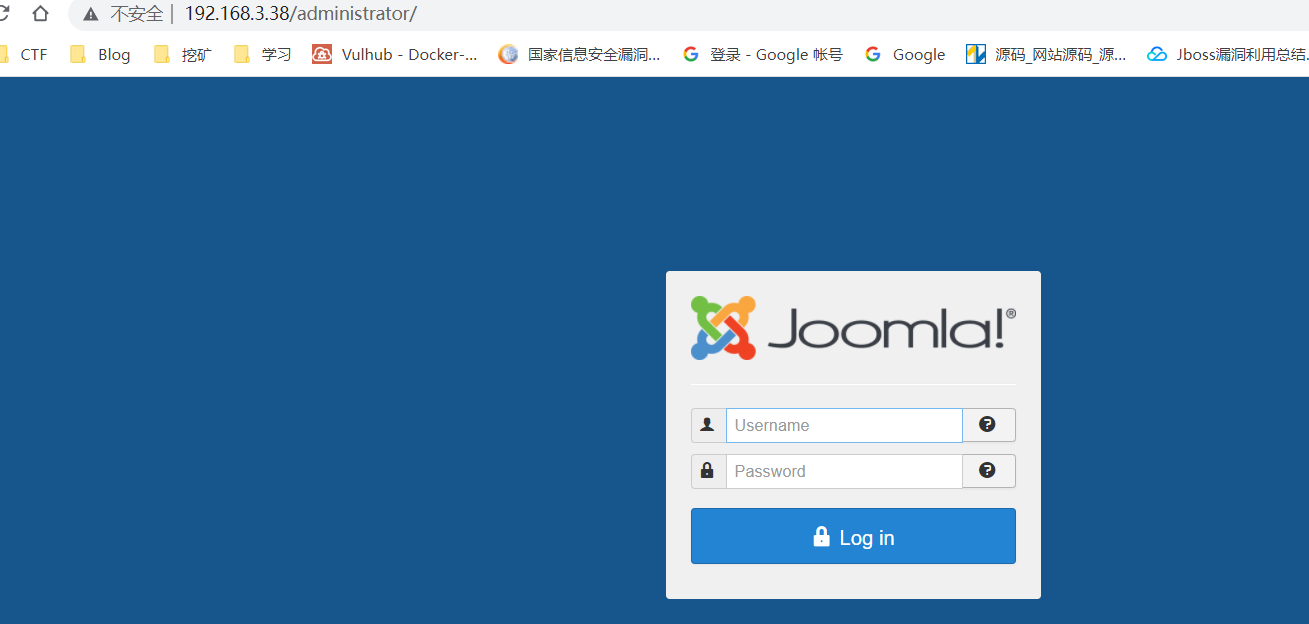 不安全 | 192.168.3.38/administrator/
CTF Blog 挖矿 学习 Vulhub - Docker-... 国家信息安全漏洞... 登录 - Google 帐号 Google 源码_网站源码_源... Jboss漏洞利用总结.
Joomla!®
Username
Password
Log in